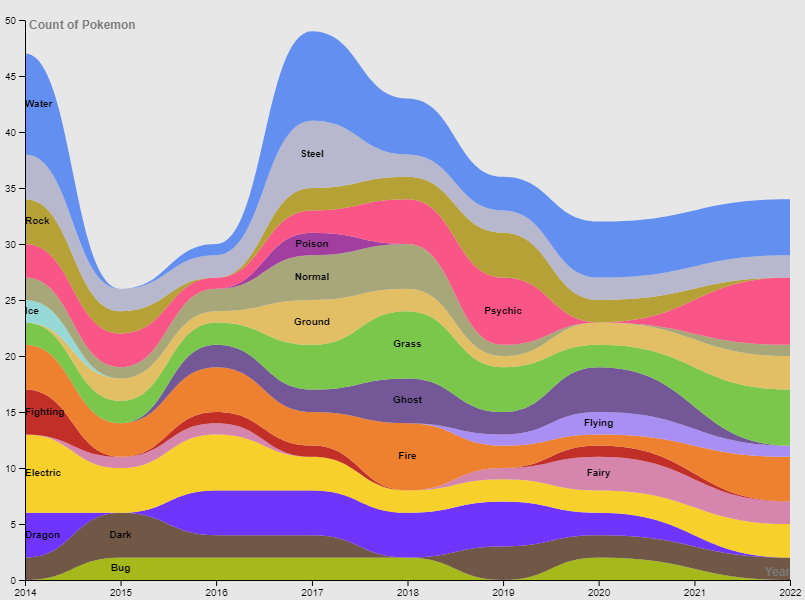 50
Count of Pokemon
45
Water
40
Steel
35
Rock
30
Poison
Normal
25
Ice
Psychic
Ground
Grass
20
Ghost
15
Fighting
Flying
Fire
10
Electric
Fairy
5
Dragon
Dark
Bug
Year
0
2014 2015 2016 2017 2018 2019 2020 2021 2022